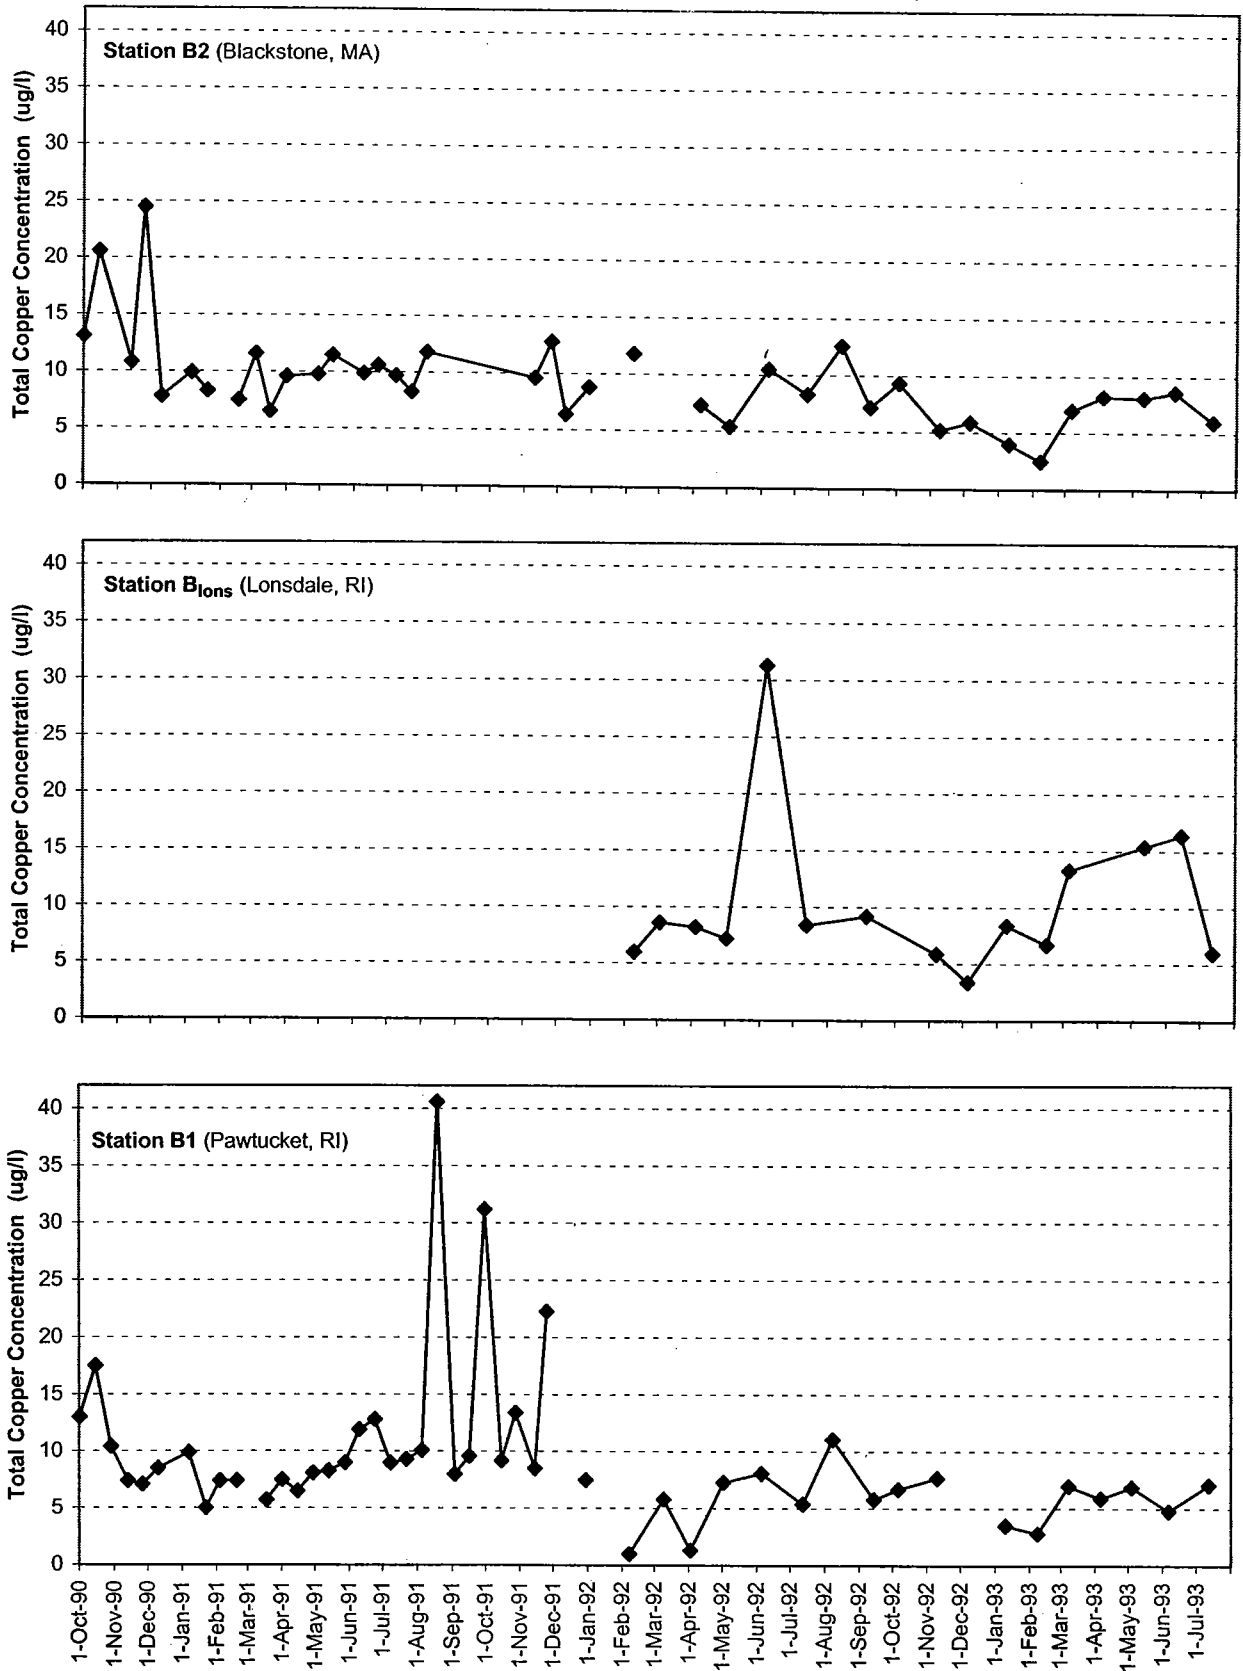 Total Copper Concentration (ug/l)
40
35
30
25
20
15
10
5
0
Station B2 (Blackstone, MA)
Total Copper Concentration (ug/l)
40
35
30
25
20
15
10
5
0
Station Blons (Lonsdale, RI)
Total Copper Concentration (ug/l)
40
35
30
25
20
15
10
5
0
Station B1 (Pawtucket, RI)
1-Oct-90
1-Nov-90
1-Dec-90
1-Jan-91
1-Feb-91
1-Mar-91
1-Apr-91
1-May-91
1-Jun-91
1-Jul-91
1-Aug-91
1-Sep-91
1-Oct-91
1-Nov-91
1-Dec-91
1-Jan-92
1-Feb-92
1-Mar-92
1-Apr-92
1-May-92
1-Jun-92
1-Jul-92
1-Aug-92
1-Sep-92
1-Oct-92
1-Nov-92
1-Dec-92
1-Jan-93
1-Feb-93
1-Mar-93
1-Apr-93
1-May-93
1-Jun-93
1-Jul-93